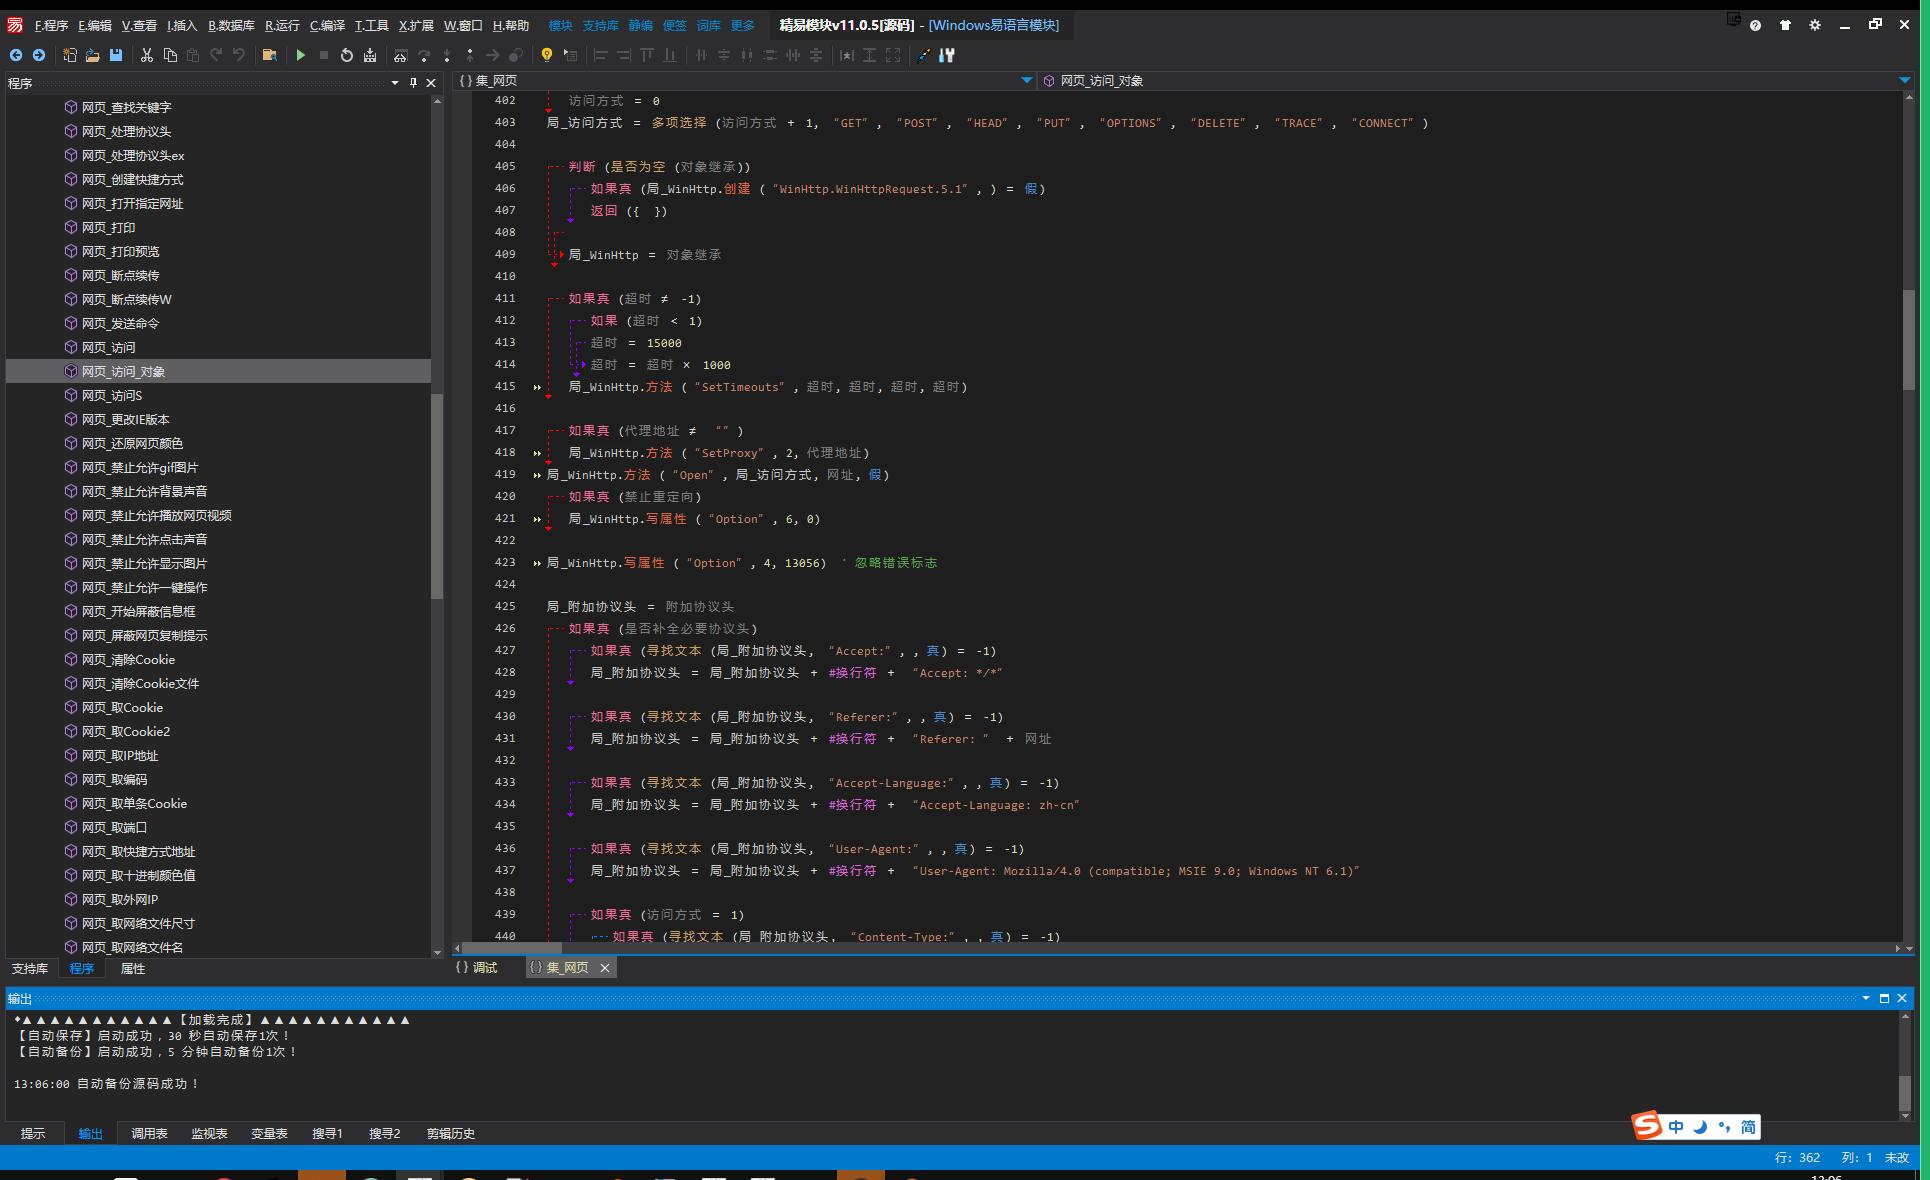 F.程序 E.编辑 V.查看 I.插入 B.数据库 R.运行 C.编译 T.工具 X.扩展 W.窗口 H.帮助 模块 支持库 静编 便签 词库 更多 精易模块v11.0.5[源码] - [Windows易语言模块]
程序
网页_查找关键字
网页_处理协议头
网页_处理协议头ex
网页_创建快捷方式
网页_打开指定网址
网页_打印
网页_打印预览
网页_断点续传
网页_断点续传W
网页_发送命令
网页_访问
网页_访问_对象
网页_访问S
网页_更改IE版本
网页_还原网页颜色
网页_禁止允许gif图片
网页_禁止允许背景声音
网页_禁止允许播放网页视频
网页_禁止允许点击声音
网页_禁止允许显示图片
网页_禁止允许一键操作
网页_开始屏蔽信息框
网页_屏蔽网页复制提示
网页_清除Cookie
网页_清除Cookie文件
网页_取Cookie
网页_取Cookie2
网页_取IP地址
网页_取编码
网页_取单条Cookie
网页_取端口
网页_取快捷方式地址
网页_取十进制颜色值
网页_取外网IP
网页_取网络文件尺寸
网页_取网络文件名
支持库 程序 属性
{ } 集_网页 网页_访问_对象
402 访问方式 = 0
403 局_访问方式 = 多项选择 (访问方式 + 1, “GET” , “POST” , “HEAD” , “PUT” , “OPTIONS” , “DELETE” , “TRACE” , “CONNECT” )
404
405 判断 (是否为空 (对象继承))
406 如果真 (局_WinHttp.创建 ( “WinHttp.WinHttpRequest.5.1” , ) = 假)
407 返回 ({ })
408
409 局_WinHttp = 对象继承
410
411 如果真 (超时 ≠ -1)
412 如果 (超时 < 1)
413 超时 = 15000
414 超时 = 超时 × 1000
415 局_WinHttp.方法 ( “SetTimeouts” , 超时, 超时, 超时, 超时)
416
417 如果真 (代理地址 ≠ “” )
418 局_WinHttp.方法 ( “SetProxy” , 2, 代理地址)
419 局_WinHttp.方法 ( “Open” , 局_访问方式, 网址, 假)
420 如果真 (禁止重定向)
421 局_WinHttp.写属性 ( “Option” , 6, 0)
422
423 局_WinHttp.写属性 ( “Option” , 4, 13056) ' 忽略错误标志
424
425 局_附加协议头 = 附加协议头
426 如果真 (是否补全必要协议头)
427 如果真 (寻找文本 (局_附加协议头, “Accept:” , , 真) = -1)
428 局_附加协议头 = 局_附加协议头 + #换行符 + “Accept: */*”
429
430 如果真 (寻找文本 (局_附加协议头, “Referer:” , , 真) = -1)
431 局_附加协议头 = 局_附加协议头 + #换行符 + “Referer: ” + 网址
432
433 如果真 (寻找文本 (局_附加协议头, “Accept-Language:” , , 真) = -1)
434 局_附加协议头 = 局_附加协议头 + #换行符 + “Accept-Language: zh-cn”
435
436 如果真 (寻找文本 (局_附加协议头, “User-Agent:” , , 真) = -1)
437 局_附加协议头 = 局_附加协议头 + #换行符 + “User-Agent: Mozilla/4.0 (compatible; MSIE 9.0; Windows NT 6.1)”
438
439 如果真 (访问方式 = 1)
440 如果真 (寻找文本 (局_附加协议头, “Content-Type:” , , 真) = -1)
{ } 调试 { } 集_网页
输出
◆▲▲▲▲▲▲▲▲▲▲▲【加载完成】▲▲▲▲▲▲▲▲▲▲▲
【自动保存】启动成功，30 秒自动保存1次！
【自动备份】启动成功，5 分钟自动备份1次！
13:06:00 自动备份源码成功！
提示 输出 调用表 监视表 变量表 搜寻1 搜寻2 剪辑历史
S 中 °, 简
行: 362 列: 1 未改